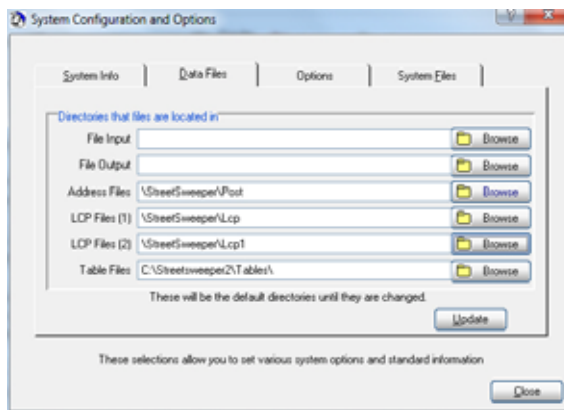 System Configuration and Options
System Info Data Files Options System Files
Directories that files are located in
File Input Browse
File Output Browse
Address Files \StreetSweeper\Post Browse
LCP Files (1) \StreetSweeper\Lcp Browse
LCP Files (2) \StreetSweeper\Lcp1 Browse
Table Files C:\Streetsweeper2\Tables\ Browse
These will be the default directories until they are changed.
Update
These selections allow you to set various system options and standard information
Close